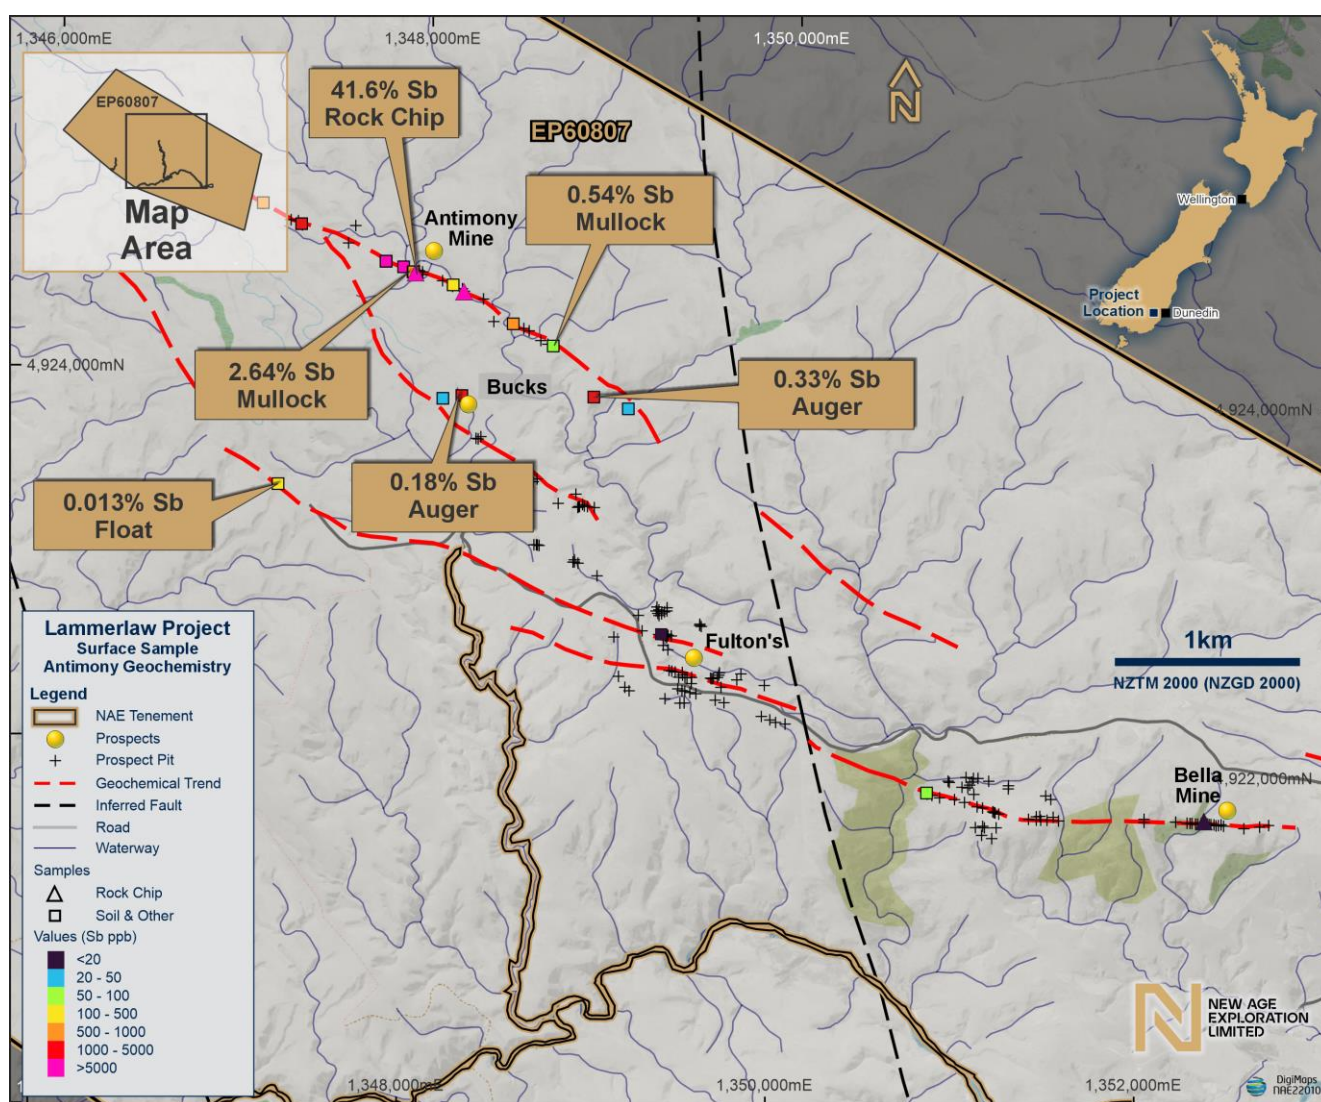 1,346,000mE
1,348,000mE
1,350,000mE
EP60807
Map
Area
41.6% Sb
Rock Chip
EP60807
0.54% Sb
Mullock
Antimony
Mine
Wellington
Project
Location
Dunedin
4,924,000mN
2.64% Sb
Mullock
Bucks
0.33% Sb
Auger
4,924,000mN
0.013% Sb
Float
0.18% Sb
Auger
Fulton's
1km
NZTM 2000 (NZGD 2000)
Bella
Mine
,922,000mN
Lammerlaw Project
Surface Sample
Antimony Geochemistry
Legend
NAE Tenement
Prospects
Prospect Pit
Geochemical Trend
Inferred Fault
Road
Waterway
Samples
Rock Chip
Soil & Other
Values (Sb ppb)
<20
20 - 50
50 - 100
100 - 500
500 - 1000
1000 - 5000
>5000
NEW AGE
EXPLORATION
LIMITED
1,348,000mE
1,350,000mE
1,352,000mE
DigiMaps
NAE22010